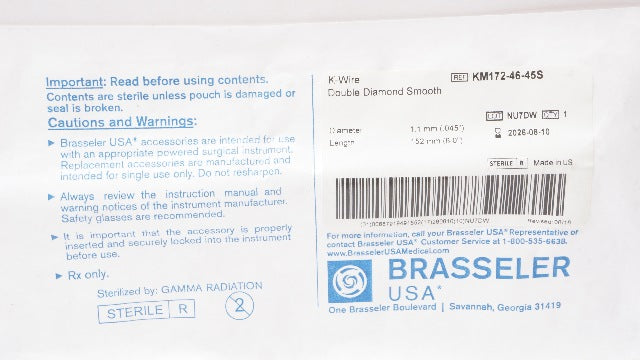 Important: Read before using contents.
Contents are sterile unless pouch is damaged or
seal is broken.
Cautions and Warnings:
► Brasseler USA® accessories are intended for use
with an appropriate powered surgical instrument.
Replacement accessories are manufactured and
intended for single use only. Do not resharpen.
► Always review the instruction manual and
warning notices of the instrument manufacturer.
Safety glasses are recommended.
► It is important that the accessory is properly
inserted and securely locked into the instrument
before use.
► Rx only.
Sterilized by: GAMMA RADIATION
STERILE R
2
K-Wire
REF KM172-46-45S
Double Diamond Smooth
LOT NU7DW QTY 1
Diameter 1.1 mm (.045")
2026-08-10
Length 152 mm (6.0")
STERILE R Made in US
For more information, call your Brasseler USA® Representative or
contact Brasseler USA® Customer Service at 1-800-535-6638.
www.BrasselerUSAMedical.com
BRASSELER
USA®
One Brasseler Boulevard | Savannah, Georgia 31419